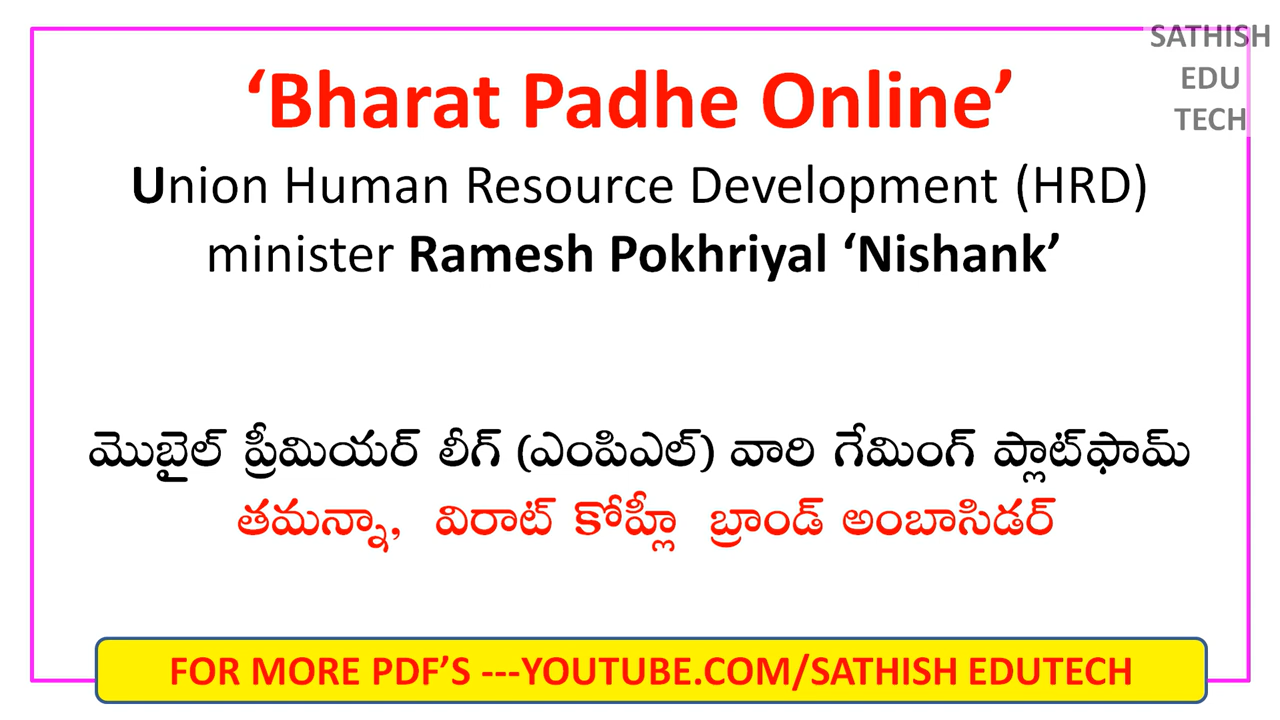 SATHISH
EDU
TECH
‘Bharat Padhe Online’
Union Human Resource Development (HRD)
minister Ramesh Pokhriyal ‘Nishank’
మొబైల్ ప్రీమియర్ లీగ్ (ఎంపిఎల్) వారి గేమింగ్ ప్లాట్‌ఫామ్
తమన్నా, విరాట్ కోహ్లీ బ్రాండ్ అంబాసిడర్
FOR MORE PDF’S ---YOUTUBE.COM/SATHISH EDUTECH